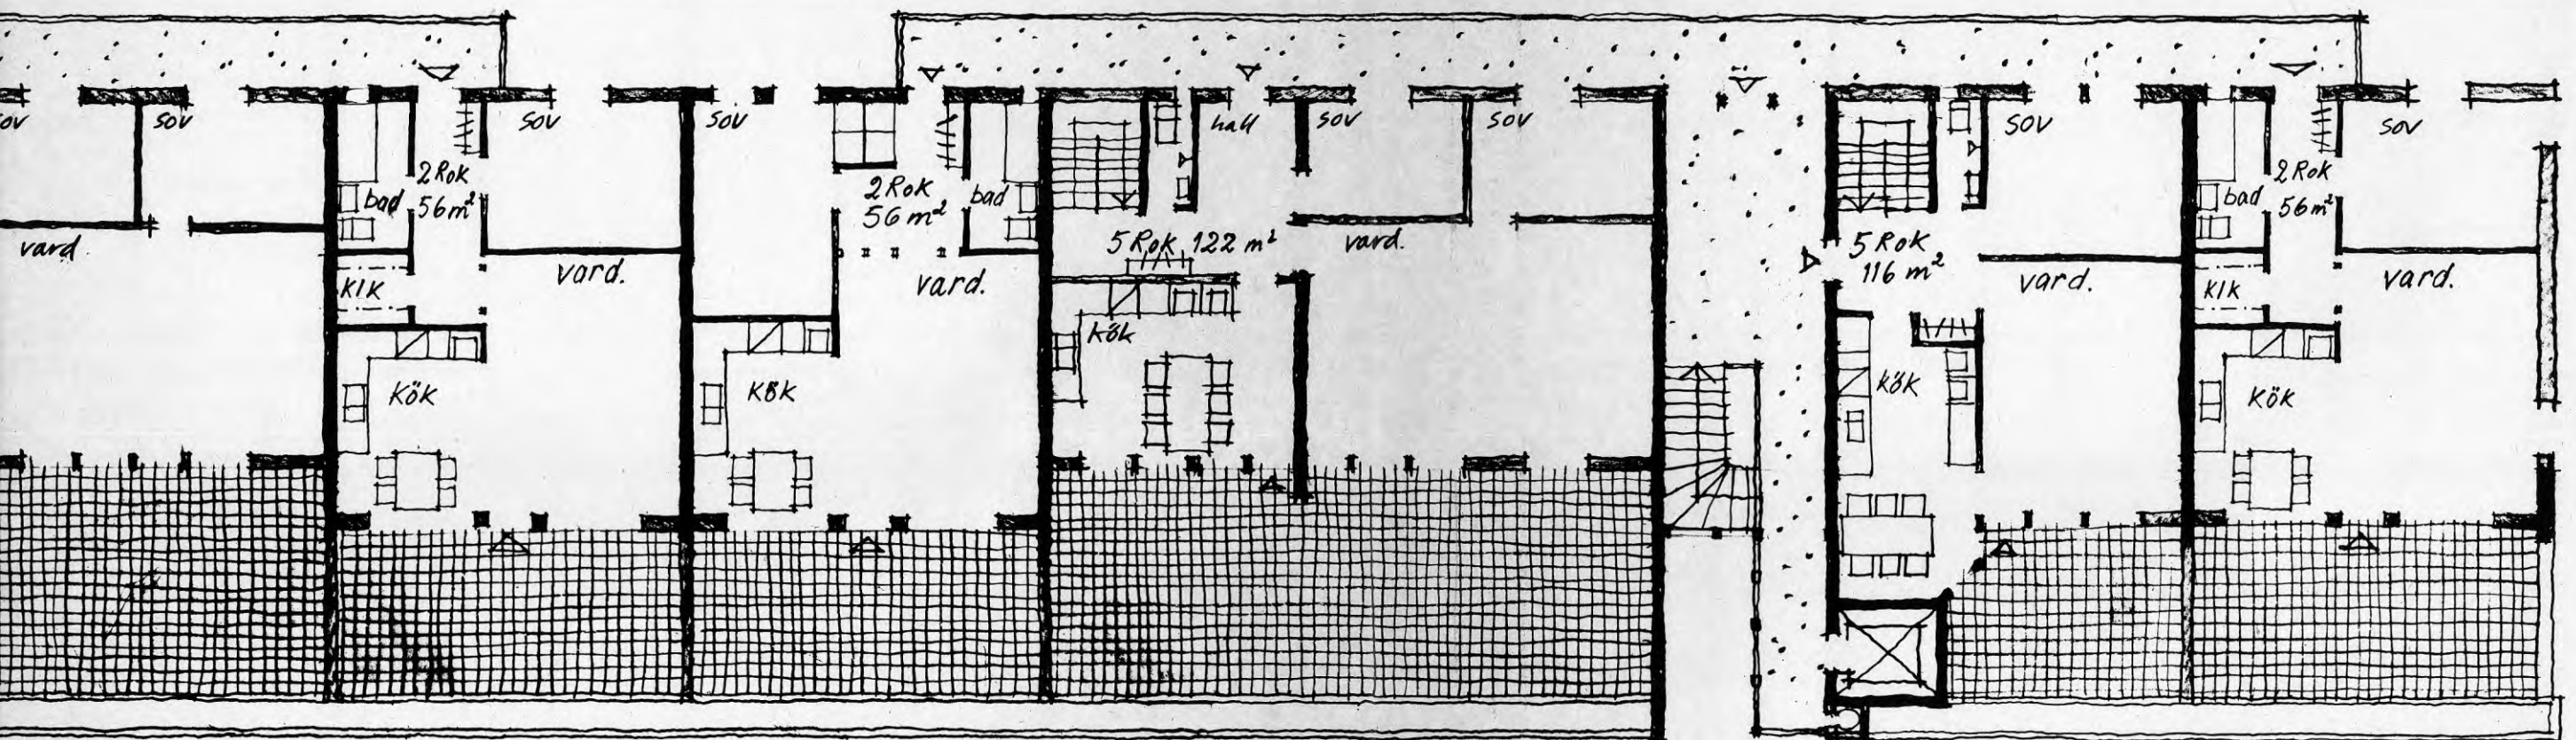 sov
sov
vard
bad
2 Rok
56 m²
sov
klk
vard.
kök
sov
2 Rok
56 m²
bad
vard.
kök
hall
sov
sov
5 Rok 122 m²
vard.
kök
sov
5 Rok
116 m²
vard.
kök
sov
2 Rok
56 m²
bad
klk
vard.
kök